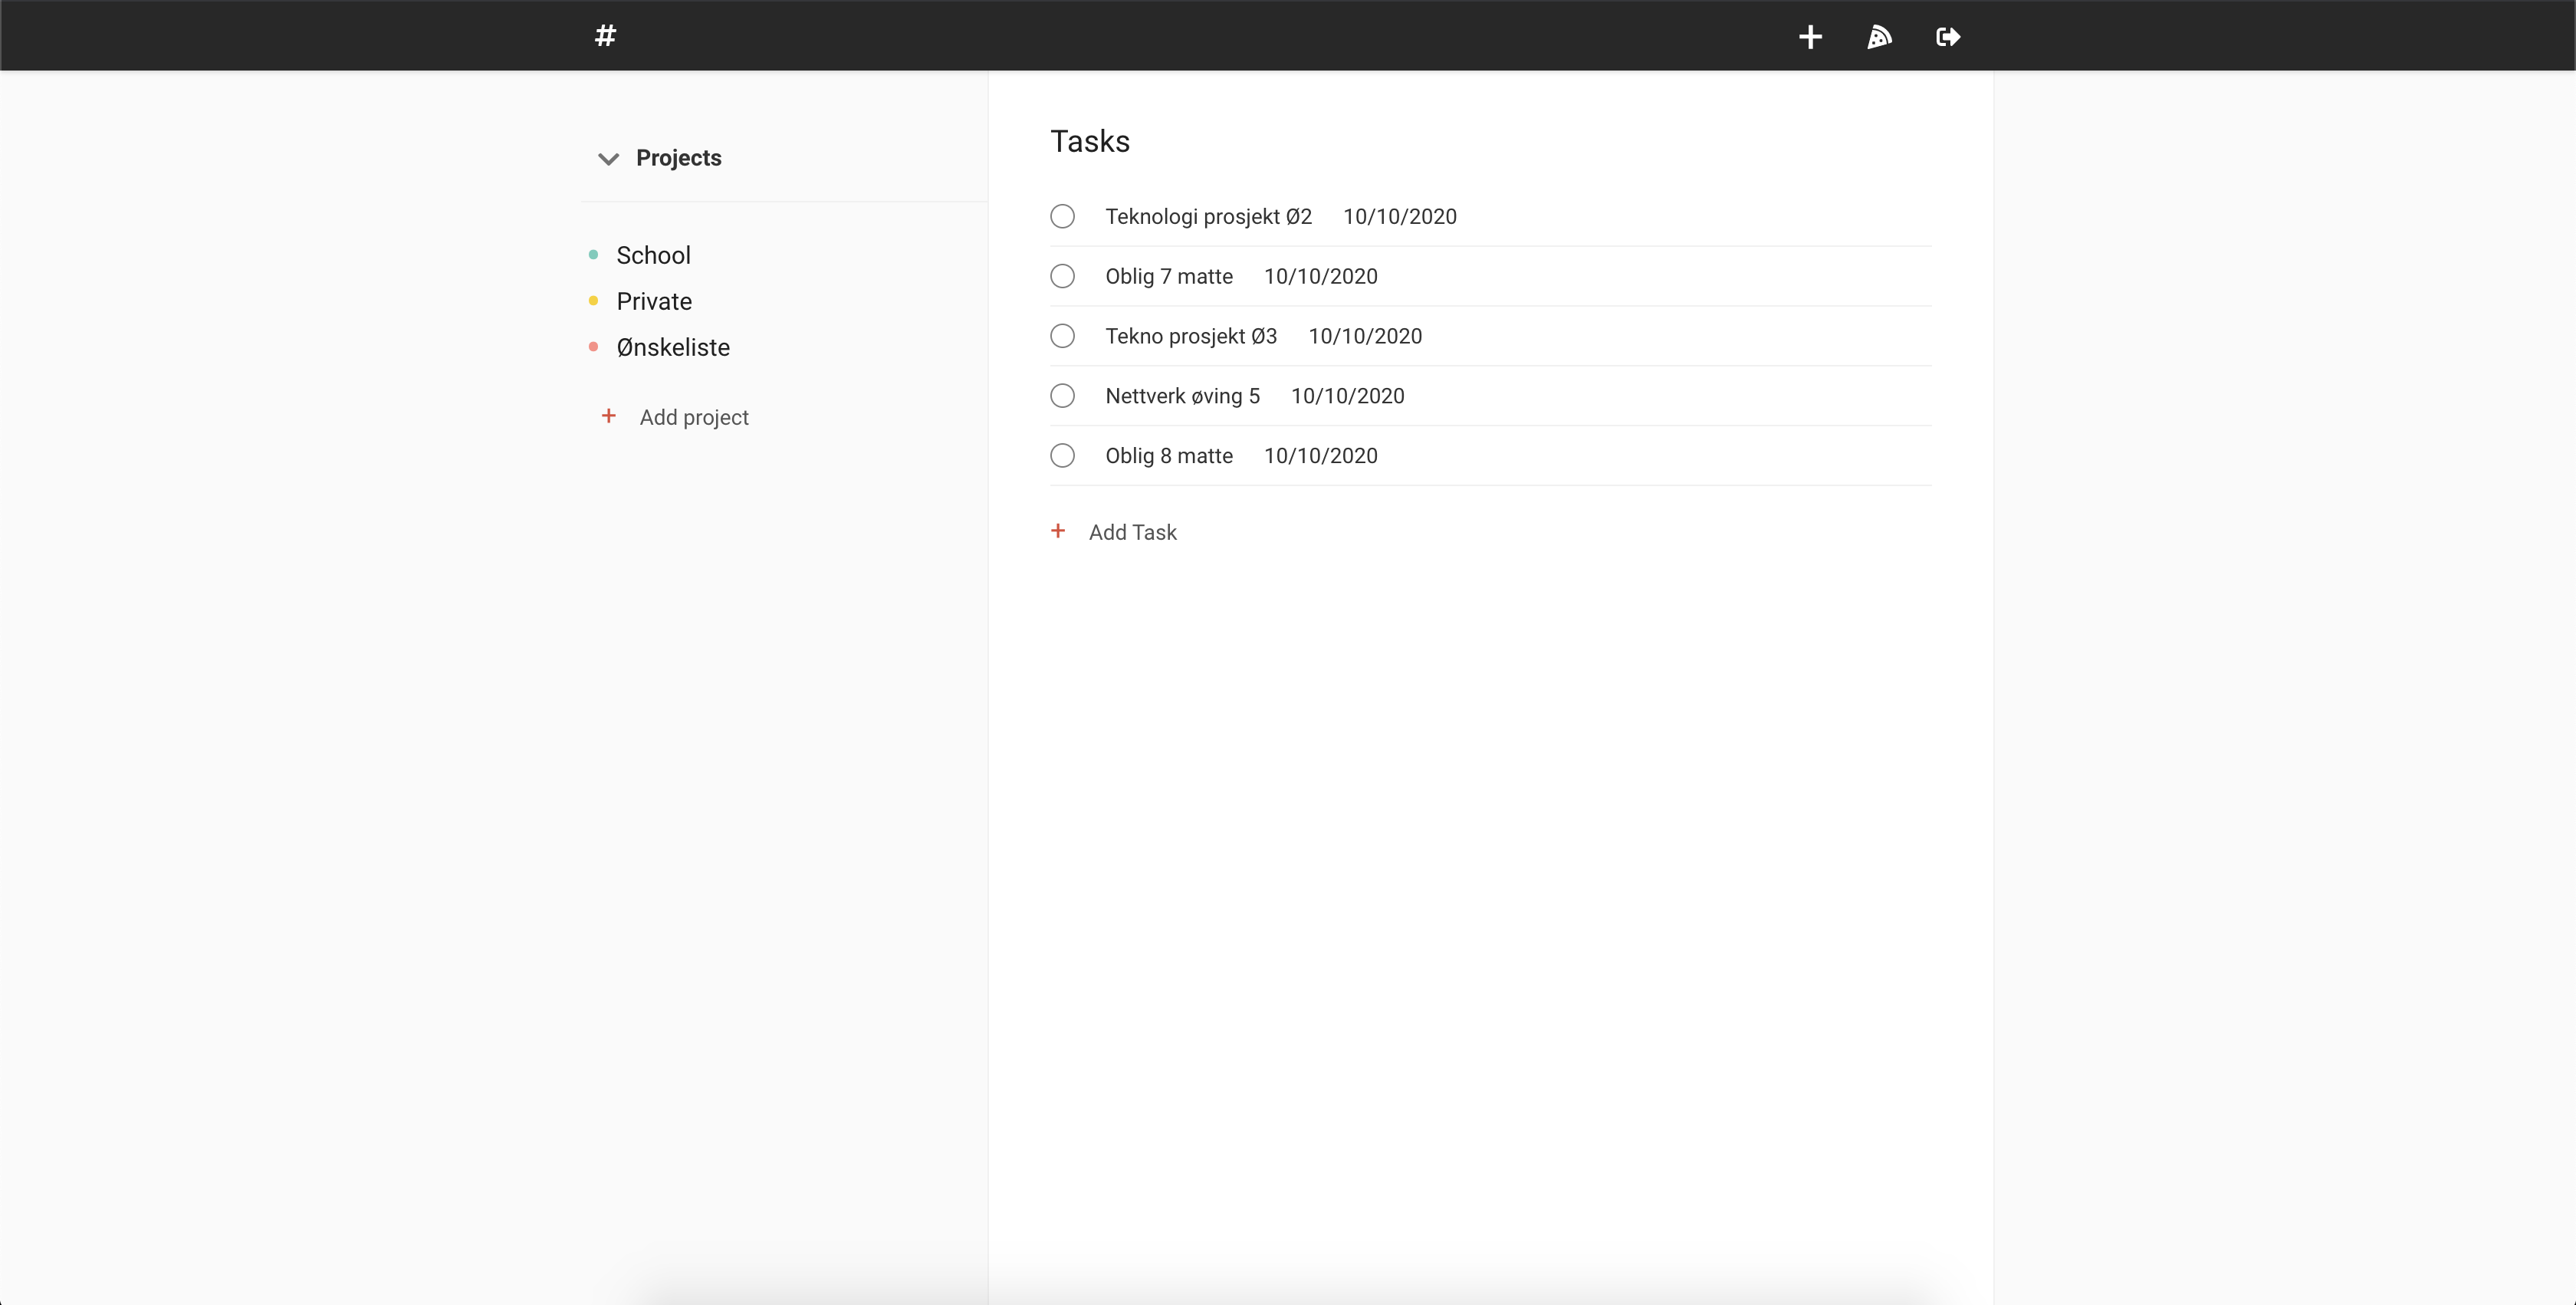 #
Projects
School
Private
Ønskeliste
+ Add project
Tasks
Teknologi prosjekt Ø2 10/10/2020
Oblig 7 matte 10/10/2020
Tekno prosjekt Ø3 10/10/2020
Nettverk øving 5 10/10/2020
Oblig 8 matte 10/10/2020
+ Add Task